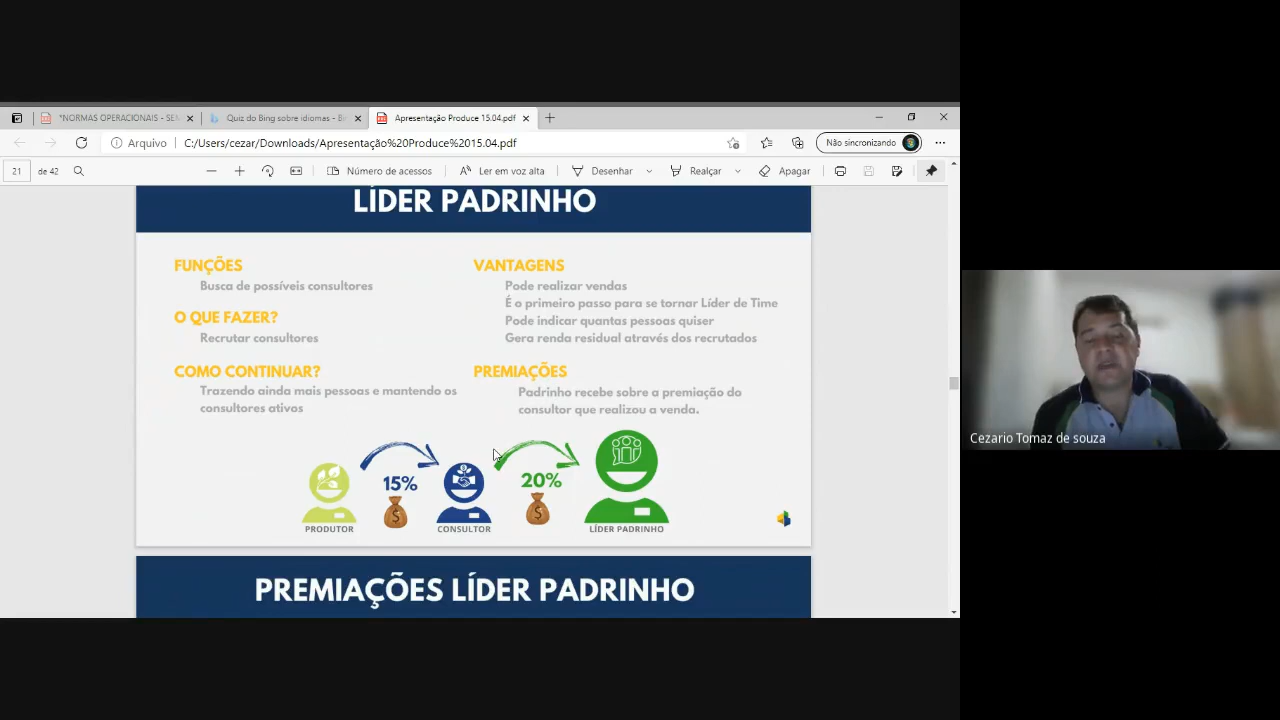 *NORMAS OPERACIONAIS - SEM
Quiz do Bing sobre idiomas - Bi
Apresentação Produce 15.04.pdf
Arquivo
C:/Users/cezar/Downloads/Apresentação%20Produce%2015.04.pdf
Não sincronizando
21
de 42
Número de acessos
Ler em voz alta
Desenhar
Realçar
Apagar
LÍDER PADRINHO
FUNÇÕES
Busca de possíveis consultores
O QUE FAZER?
Recrutar consultores
COMO CONTINUAR?
Trazendo ainda mais pessoas e mantendo os
consultores ativos
VANTAGENS
Pode realizar vendas
É o primeiro passo para se tornar Líder de Time
Pode indicar quantas pessoas quiser
Gera renda residual através dos recrutados
PREMIAÇÕES
Padrinho recebe sobre a premiação do
consultor que realizou a venda.
15%
20%
PRODUTOR
CONSULTOR
LÍDER PADRINHO
PREMIAÇÕES LÍDER PADRINHO
Cezario Tomaz de souza